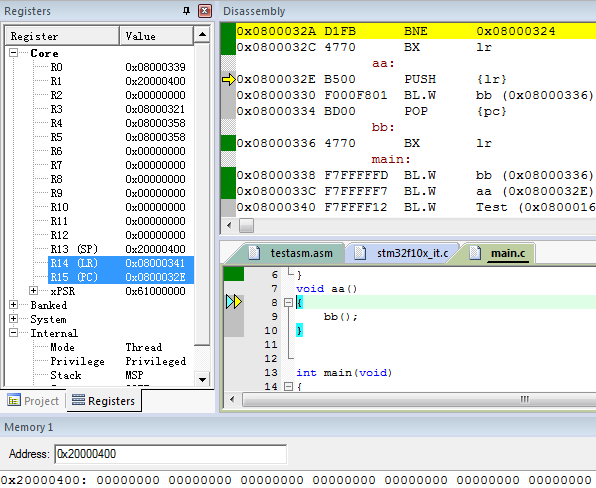 Registers
Register Value
Core
R0 0x08000339
R1 0x20000400
R2 0x00000000
R3 0x08000321
R4 0x08000358
R5 0x08000358
R6 0x00000000
R7 0x00000000
R8 0x00000000
R9 0x00000000
R10 0x00000000
R11 0x00000000
R12 0x00000000
R13 (SP) 0x20000400
R14 (LR) 0x08000341
R15 (PC) 0x0800032E
xPSR 0x61000000
Banked
System
Internal
Mode Thread
Privilege Privileged
Stack MSP
Project Registers
Disassembly
0x0800032A D1FB BNE 0x08000324
0x0800032C 4770 BX lr
aa:
0x0800032E B500 PUSH {lr}
0x08000330 F000F801 BL.W bb (0x08000336)
0x08000334 BD00 POP {pc}
bb:
0x08000336 4770 BX lr
main:
0x08000338 F7FFFFFD BL.W bb (0x08000336)
0x0800033C F7FFFFF7 BL.W aa (0x0800032E)
0x08000340 F7FFFF12 BL.W Test (0x0800016
testasm.asm stm32f10x_it.c main.c
6 }
7 void aa()
8 {
9 bb();
10 }
11
12
13 int main(void)
14 {
Memory 1
Address: 0x20000400
0x20000400: 00000000 00000000 00000000 00000000 00000000 00000000 00000000